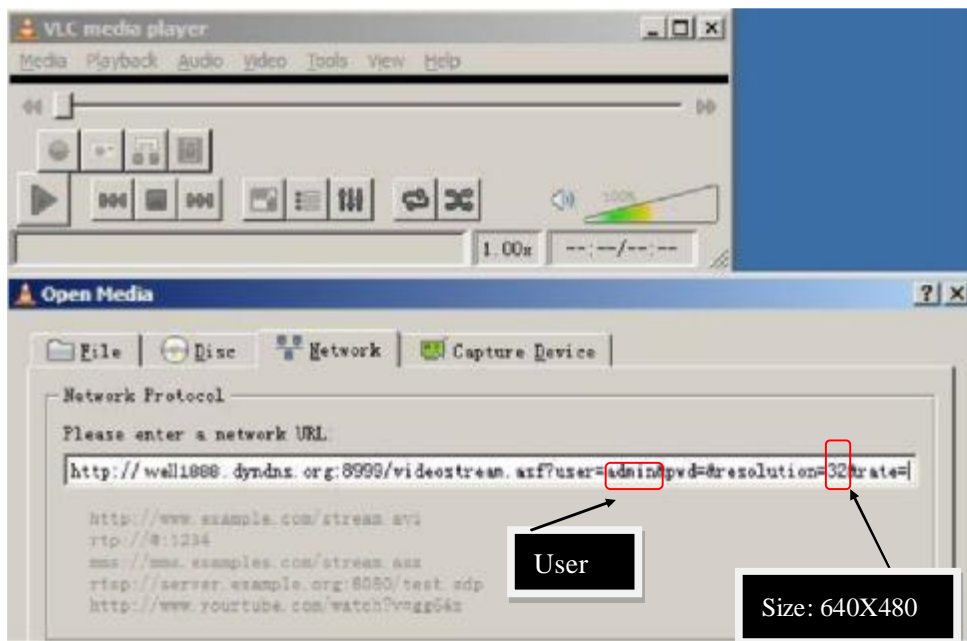 VLC media player
Media Playback Audio Video Tools View Help
100%
1.00x --:--/--:--
Open Media
File Disc Network Capture Device
Network Protocol
Please enter a network URL:
http://well1888.dyndns.org:8999/videostream.asf?user=admin&pwd=&resolution=32&rate=
http://www.example.com/stream.avi
rtp://@:1234
mms://mms.examples.com/stream.asx
rtsp://server.example.org:8080/test.sdp
http://www.yourtube.com/watch?v=gg64x
User
Size: 640X480